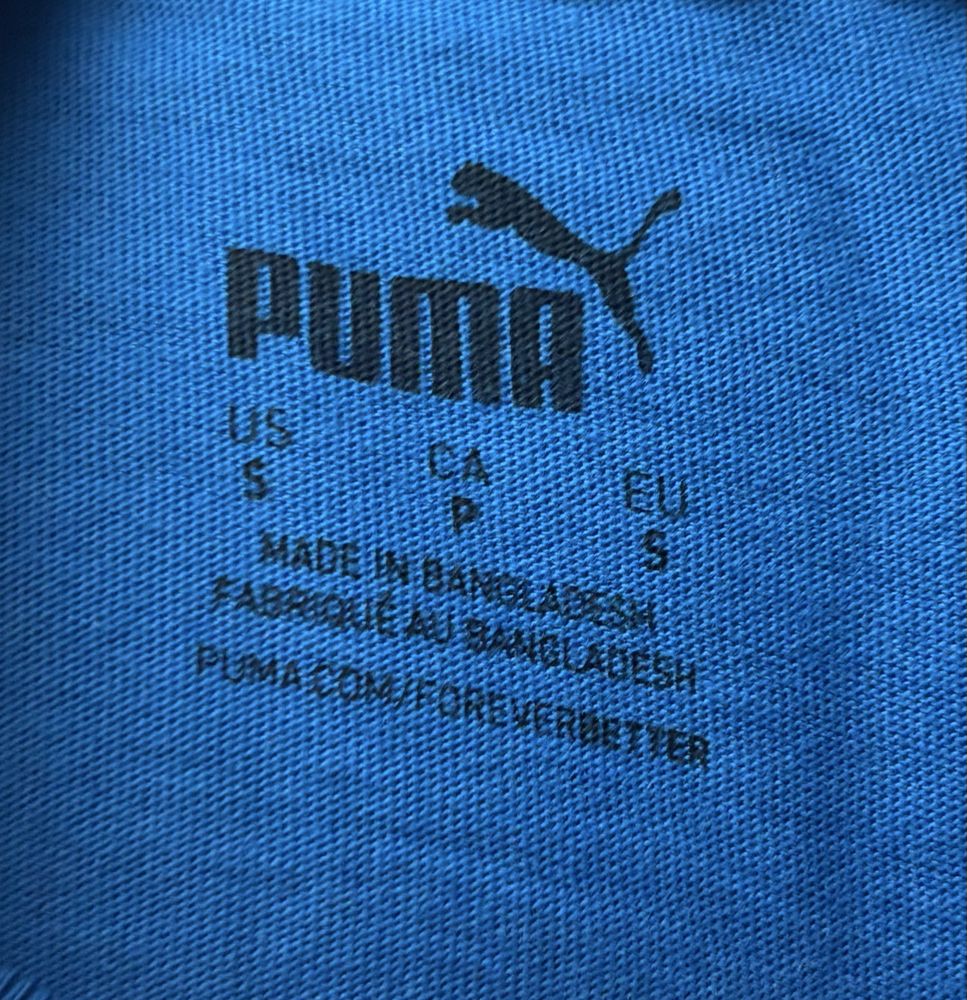 PUMA
US CA EU
S P S
MADE IN BANGLADESH
FABRIQUÉ AU BANGLADESH
PUMA.COM/FOREVERBETTER